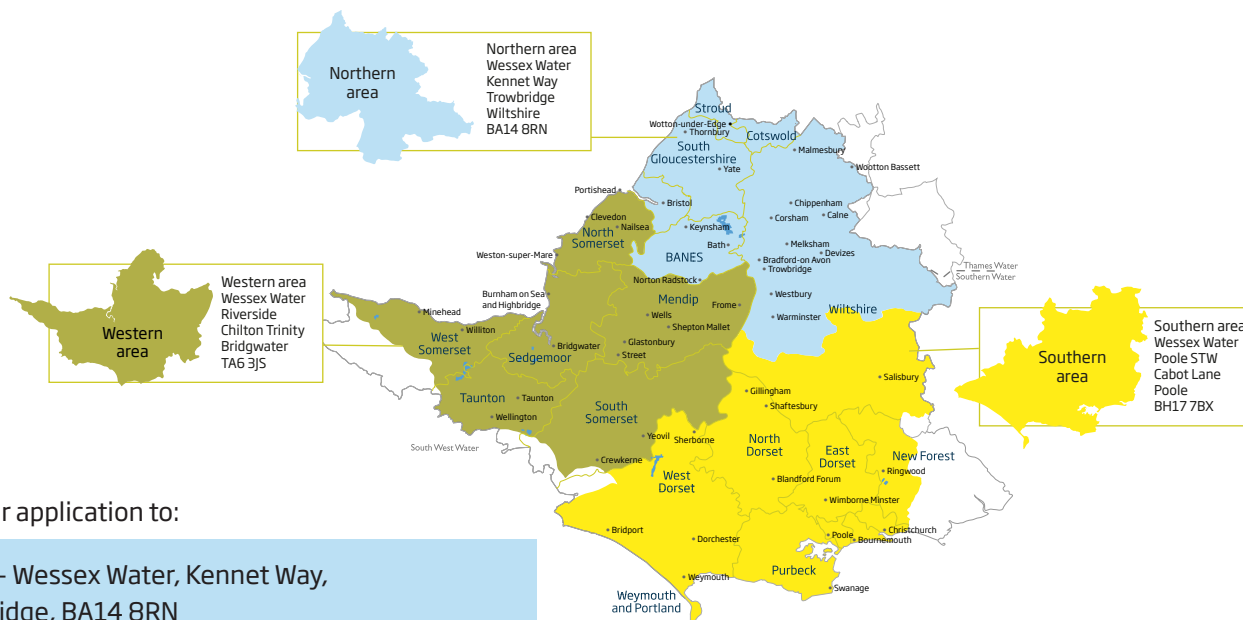 Northern
area
Northern area
Wessex Water
Kennet Way
Trowbridge
Wiltshire
BA14 8RN
Stroud
Wotton-under-Edge
Thornbury
Cotswold
South
Gloucestershire
Malmesbury
Yate
Wootton Bassett
Portishead
Bristol
Chippenham
Clevedon
Nailsea
Corsham
Calne
North
Somerset
Keynsham
Bath
Melksham
Devizes
Weston-super-Mare
BANES
Bradford-on Avon
Trowbridge
Thames Water
Southern Water
Norton Radstock
Burnham on Sea
and Highbridge
Mendip
Frome
Westbury
Wiltshire
Western
area
Western area
Wessex Water
Riverside
Chilton Trinity
Bridgwater
TA6 3JS
Minehead
Wells
Warminster
West
Somerset
Williton
Shepton Mallet
Sedgemoor
Bridgwater
Glastonbury
Street
Southern
area
Southern area
Wessex Water
Poole STW
Cabot Lane
Poole
BH17 7BX
Salisbury
Taunton
Taunton
Wellington
South
Somerset
Gillingham
Shaftesbury
South West Water
Yeovil
Sherborne
North
Dorset
East
Dorset
New Forest
Crewkerne
West
Dorset
Ringwood
Blandford Forum
Wimborne Minster
Bridport
Dorchester
Poole
Christchurch
Bournemouth
Purbeck
Weymouth
Swanage
Weymouth
and Portland
r application to:
- Wessex Water, Kennet Way,
idge, BA14 8RN